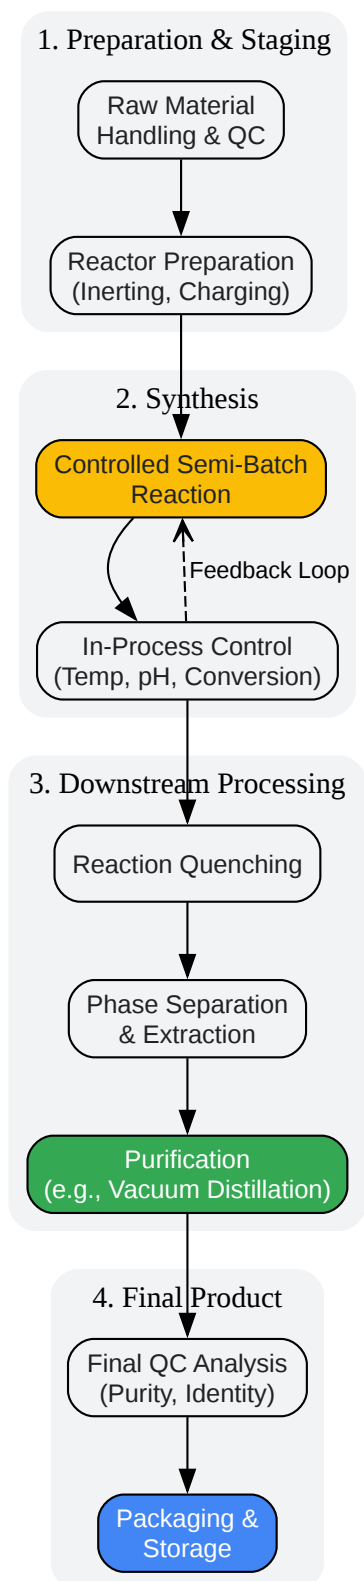 1. Preparation & Staging
Raw Material
Handling & QC
Reactor Preparation
(Inerting, Charging)
2. Synthesis
Controlled Semi-Batch
Reaction
Feedback Loop
In-Process Control
(Temp, pH, Conversion)
3. Downstream Processing
Reaction Quenching
Phase Separation
& Extraction
Purification
(e.g., Vacuum Distillation)
4. Final Product
Final QC Analysis
(Purity, Identity)
Packaging &
Storage